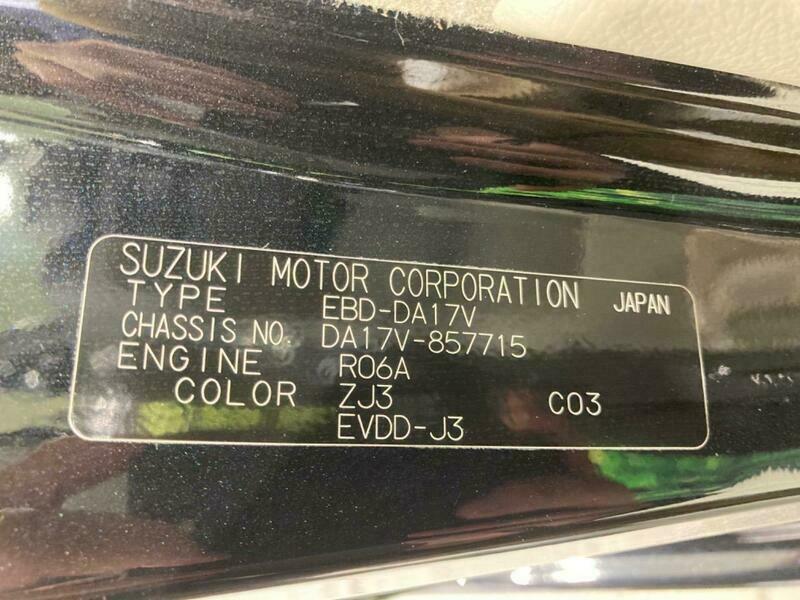 SUZUKI MOTOR CORPORATION JAPAN
TYPE EBD-DA17V
CHASSIS NO. DA17V-857715
ENGINE R06A
COLOR ZJ3 C03
EVDD-J3